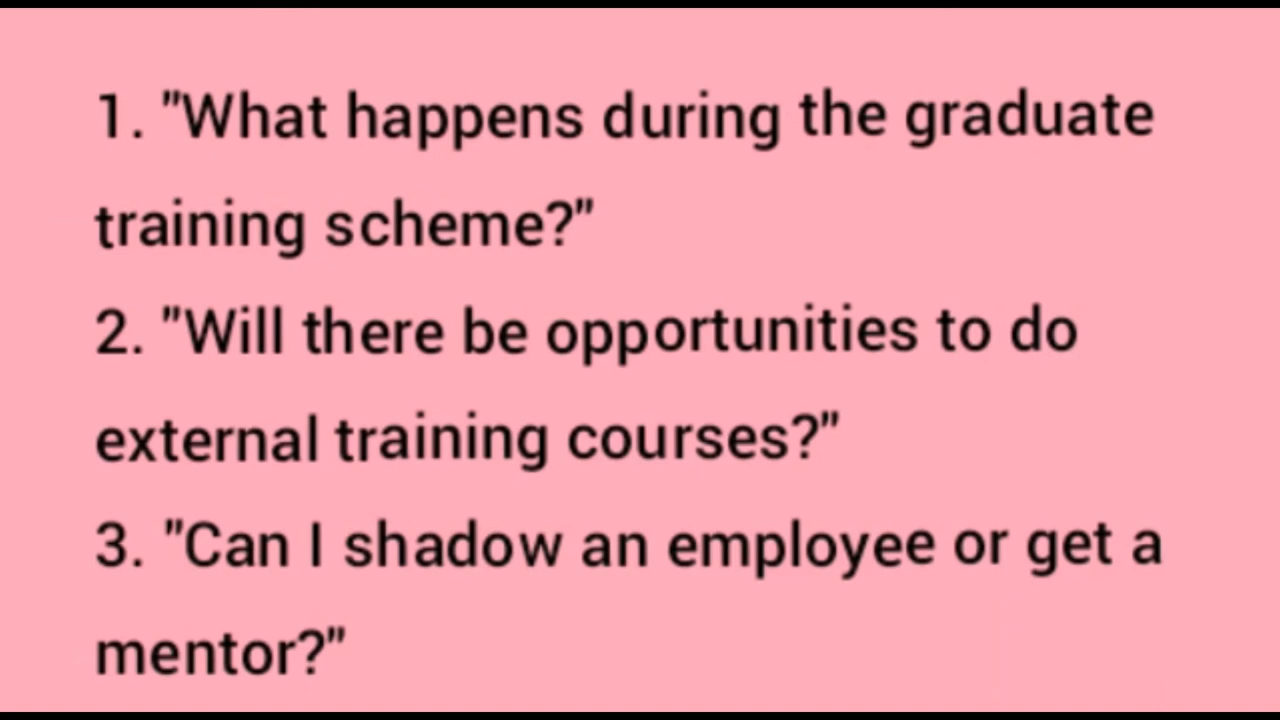 1. "What happens during the graduate
training scheme?"
2. "Will there be opportunities to do
external training courses?"
3. "Can I shadow an employee or get a
mentor?"